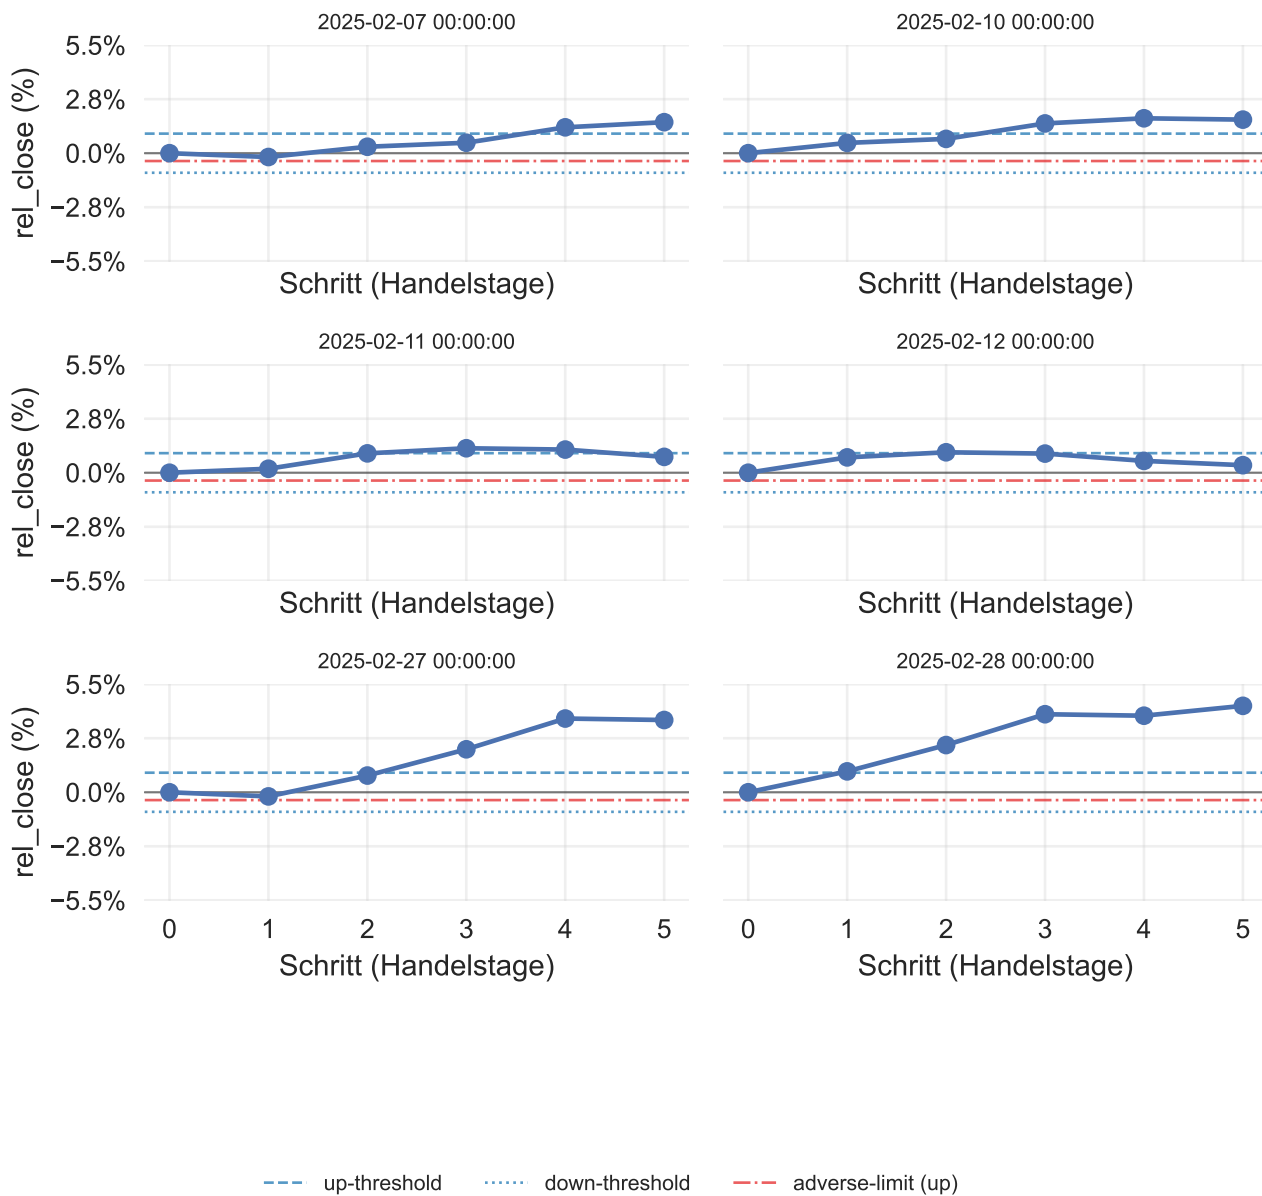 2025-02-07 00:00:00
2025-02-10 00:00:00
rel_close (%)
5.5%
2.8%
0.0%
−2.8%
−5.5%
Schritt (Handelstage)
Schritt (Handelstage)
2025-02-11 00:00:00
2025-02-12 00:00:00
rel_close (%)
5.5%
2.8%
0.0%
−2.8%
−5.5%
Schritt (Handelstage)
Schritt (Handelstage)
2025-02-27 00:00:00
2025-02-28 00:00:00
rel_close (%)
5.5%
2.8%
0.0%
−2.8%
−5.5%
0 1 2 3 4 5
0 1 2 3 4 5
Schritt (Handelstage)
Schritt (Handelstage)
up-threshold
down-threshold
adverse-limit (up)